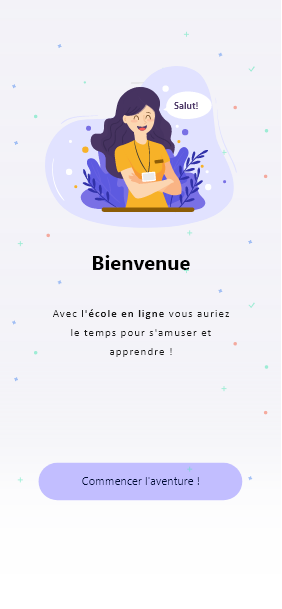 Salut!
Bienvenue
Avec l'école en ligne vous auriez
le temps pour s'amuser et
apprendre !
Commencer l'aventure !